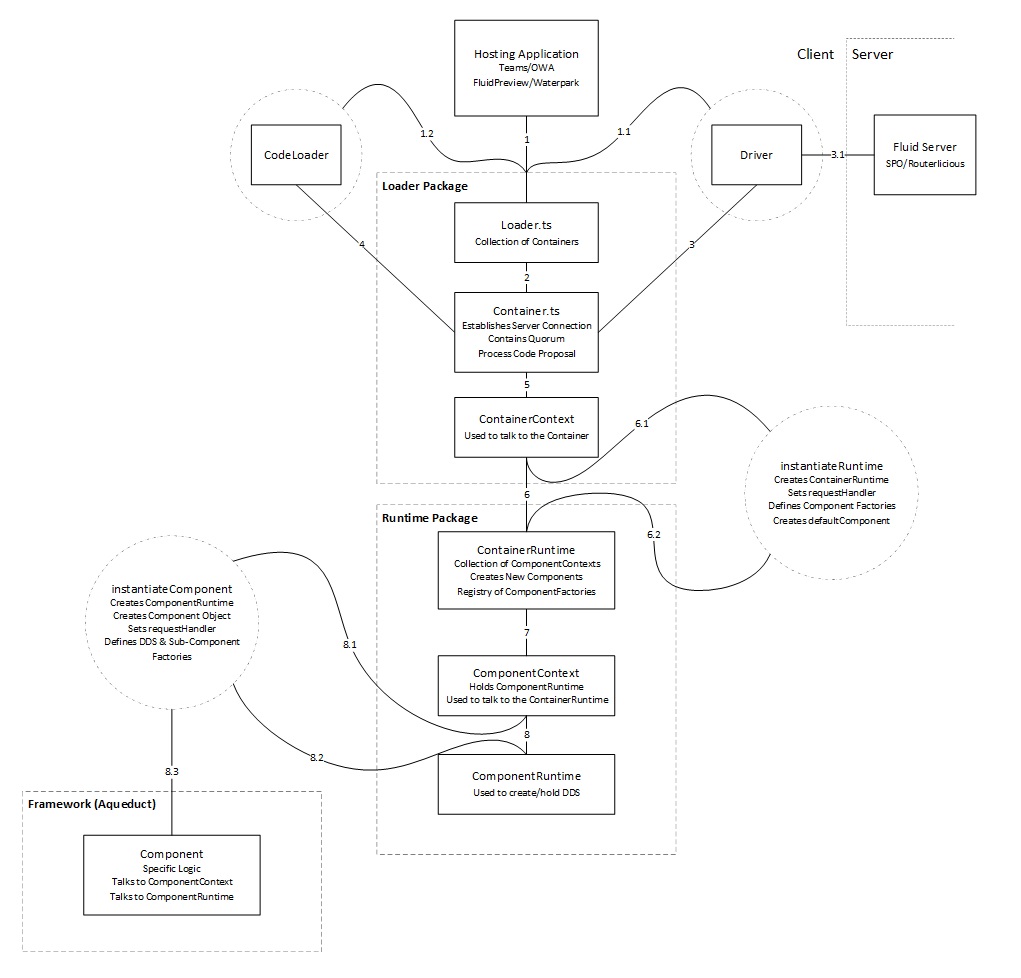 Hosting Application
Teams/OWA
FluidPreview/Waterpark
Client
Server
1.2
1
1.1
CodeLoader
Driver
3.1
Fluid Server
SPO/Routerlicious
Loader Package
Loader.ts
Collection of Containers
4
3
2
Container.ts
Establishes Server Connection
Contains Quorum
Process Code Proposal
5
ContainerContext
Used to talk to the Container
6.1
instantiateRuntime
Creates ContainerRuntime
Sets requestHandler
Defines Component Factories
Creates defaultComponent
6
Runtime Package
6.2
ContainerRuntime
Collection of ComponentContexts
Creates New Components
Registry of ComponentFactories
instantiateComponent
Creates ComponentRuntime
Creates Component Object
Sets requestHandler
Defines DDS & Sub-Component
Factories
7
8.1
ComponentContext
Holds ComponentRuntime
Used to talk to the ContainerRuntime
8
8.2
8.3
ComponentRuntime
Used to create/hold DDS
Framework (Aqueduct)
Component
Specific Logic
Talks to ComponentContext
Talks to ComponentRuntime